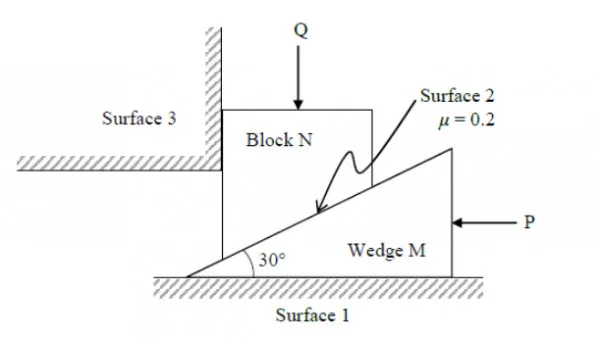 Q
Surface 2
μ = 0.2
Surface 3
Block N
P
Wedge M
30°
Surface 1